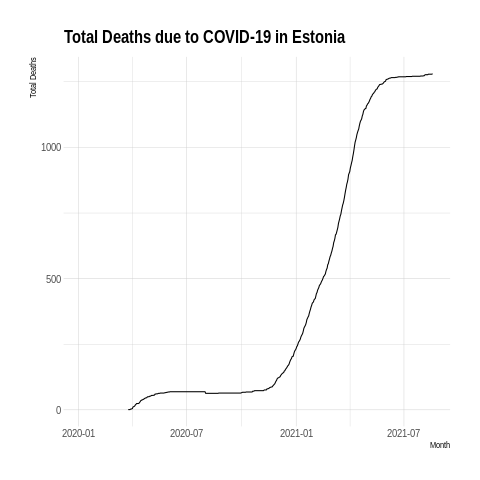 Total Deaths due to COVID-19 in Estonia
Total Deaths
1000
500
0
2020-01 2020-07 2021-01 2021-07
Month